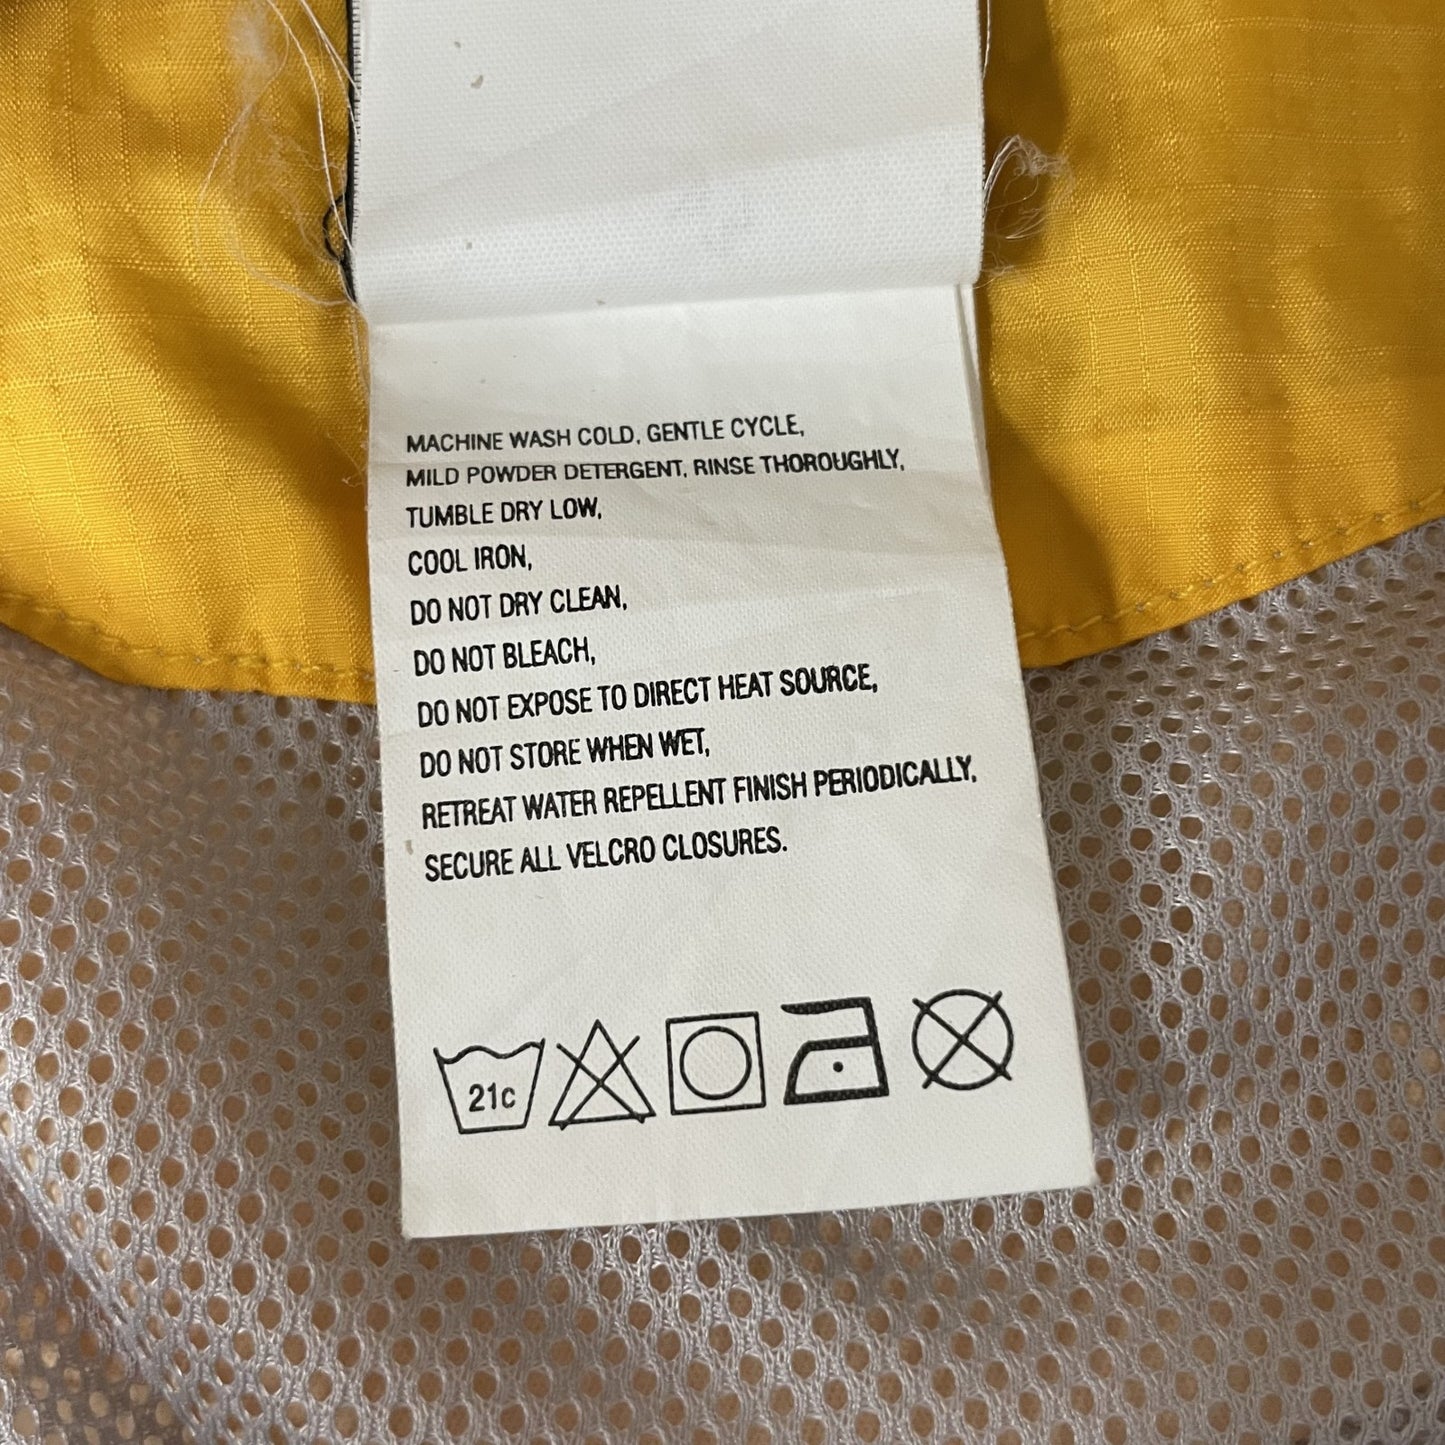 MACHINE WASH COLD, GENTLE CYCLE,
MILD POWDER DETERGENT, RINSE THOROUGHLY,
TUMBLE DRY LOW,
COOL IRON,
DO NOT DRY CLEAN,
DO NOT BLEACH,
DO NOT EXPOSE TO DIRECT HEAT SOURCE,
DO NOT STORE WHEN WET,
RETREAT WATER REPELLENT FINISH PERIODICALLY,
SECURE ALL VELCRO CLOSURES.
21c